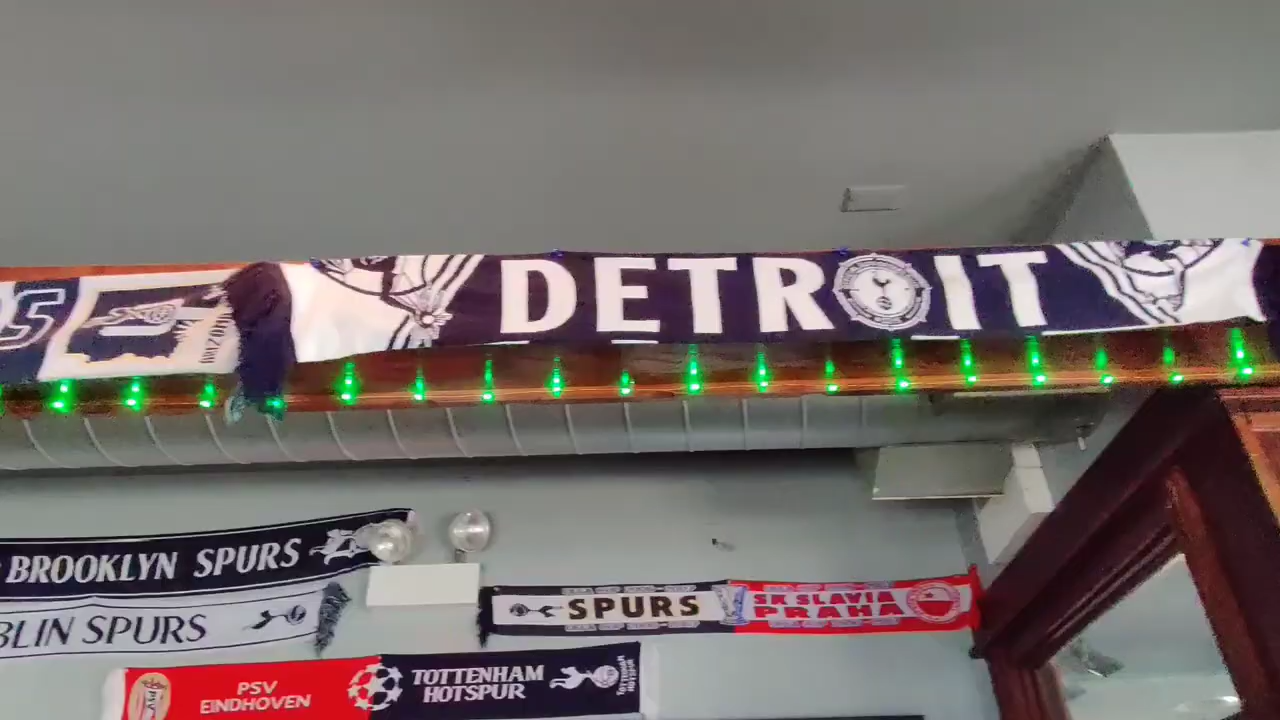 DETROIT
BROOKLYN SPURS
BLIN SPURS
SPURS
SK SLAVIA
PRAHA
PSV
EINDHOVEN
TOTTENHAM
HOTSPUR